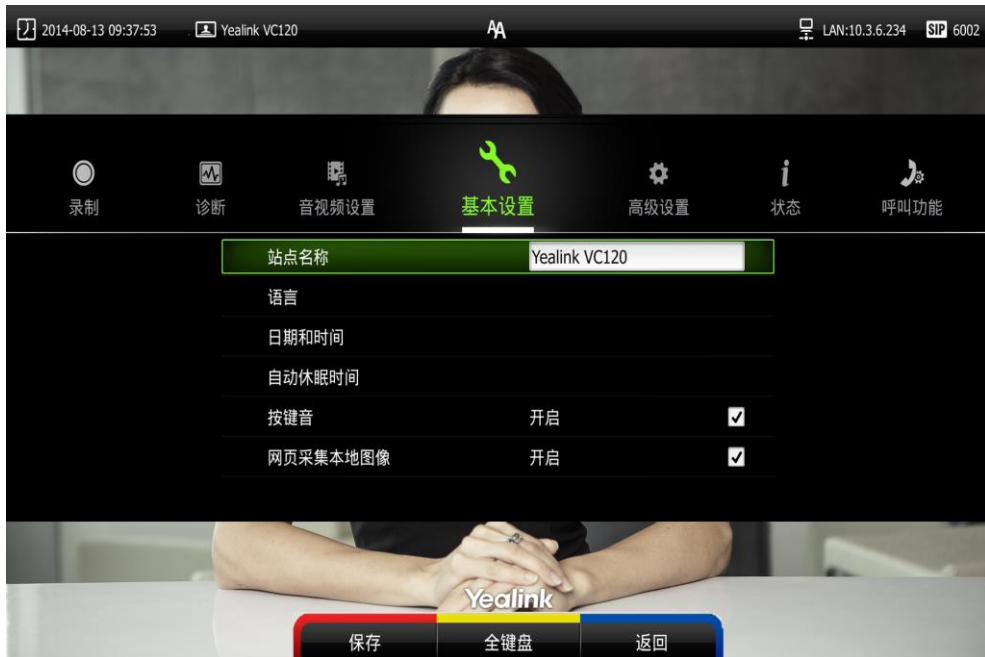 2014-08-13 09:37:53 Yealink VC120 AA LAN:10.3.6.234 SIP 6002
录制 诊断 音视频设置 基本设置 高级设置 状态 呼叫功能
站点名称 Yealink VC120
语言
日期和时间
自动休眠时间
按键音 开启
网页采集本地图像 开启
Yealink
保存 全键盘 返回